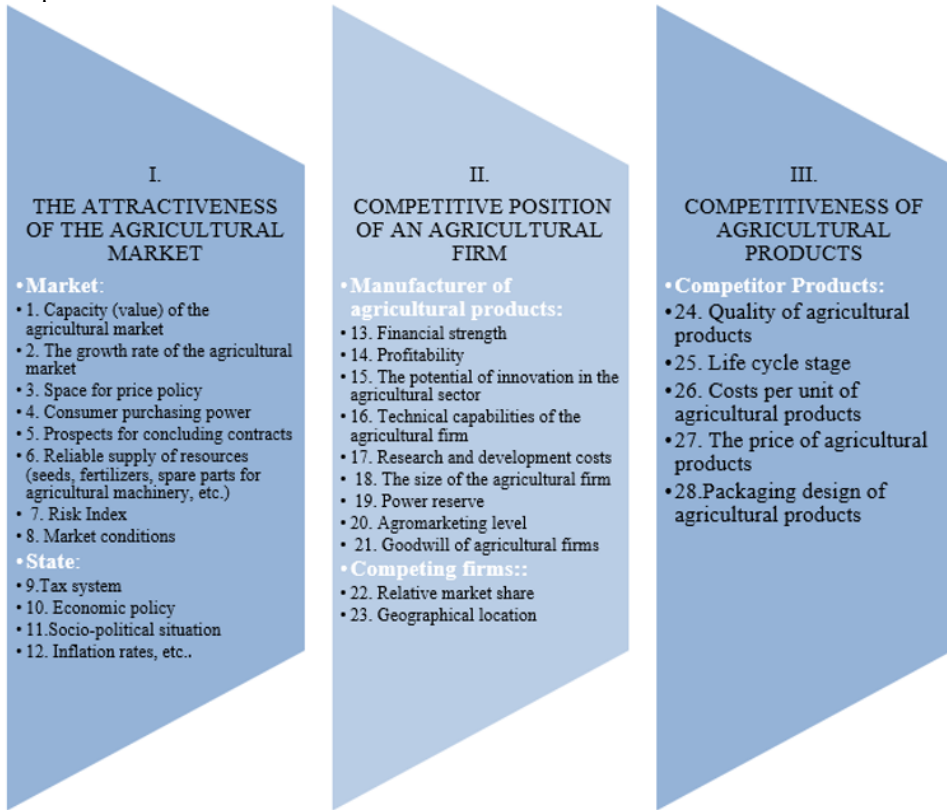 I.
THE ATTRACTIVENESS
OF THE AGRICULTURAL
MARKET
•Market:
• 1. Capacity (value) of the
agricultural market
• 2. The growth rate of the agricultural
market
• 3. Space for price policy
• 4. Consumer purchasing power
• 5. Prospects for concluding contracts
• 6. Reliable supply of resources
(seeds, fertilizers, spare parts for
agricultural machinery, etc.)
• 7. Risk Index
• 8. Market conditions
•State:
• 9.Tax system
• 10. Economic policy
• 11.Socio-political situation
• 12. Inflation rates, etc..
II.
COMPETITIVE POSITION
OF AN AGRICULTURAL
FIRM
•Manufacturer of
agricultural products:
• 13. Financial strength
• 14. Profitability
• 15. The potential of innovation in the
agricultural sector
• 16. Technical capabilities of the
agricultural firm
• 17. Research and development costs
• 18. The size of the agricultural firm
• 19. Power reserve
• 20. Agromarketing level
• 21. Goodwill of agricultural firms
•Competing firms::
• 22. Relative market share
• 23. Geographical location
III.
COMPETITIVENESS OF
AGRICULTURAL
PRODUCTS
•Competitor Products:
•24. Quality of agricultural
products
•25. Life cycle stage
•26. Costs per unit of
agricultural products
•27. The price of agricultural
products
•28.Packaging design of
agricultural products